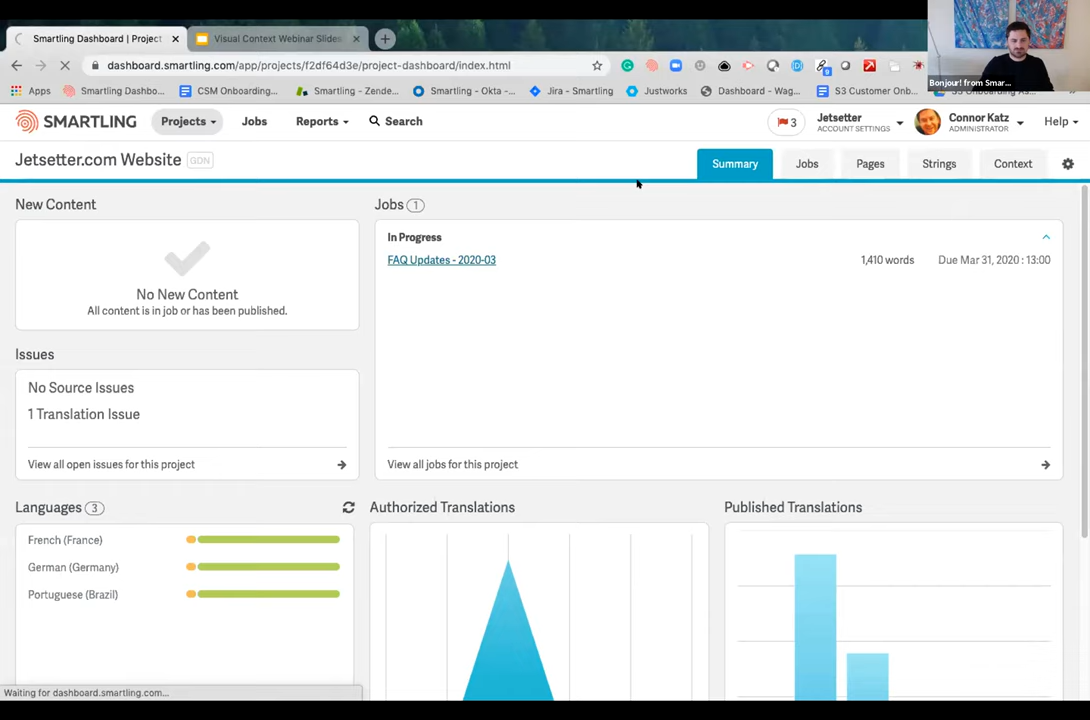 Smartling Dashboard | Project
Visual Context Webinar Slides
dashboard.smartling.com/app/projects/f2df64d3e/project-dashboard/index.html
Bonjour! from Smar...
Apps
Smartling Dashbo...
CSM Onboarding...
Smartling - Zende...
Smartling - Okta -...
Jira - Smartling
Justworks
Dashboard - Wag...
S3 Customer Onb...
SMARTLING
Projects
Jobs
Reports
Search
3
Jetsetter
ACCOUNT SETTINGS
Connor Katz
ADMINISTRATOR
Help
Jetsetter.com Website
GDN
Summary
Jobs
Pages
Strings
Context
New Content
No New Content
All content is in job or has been published.
Jobs 1
In Progress
FAQ Updates - 2020-03
1,410 words
Due Mar 31, 2020 : 13:00
View all jobs for this project
Issues
No Source Issues
1 Translation Issue
View all open issues for this project
Languages 3
French (France)
German (Germany)
Portuguese (Brazil)
Authorized Translations
Published Translations
Waiting for dashboard.smartling.com...